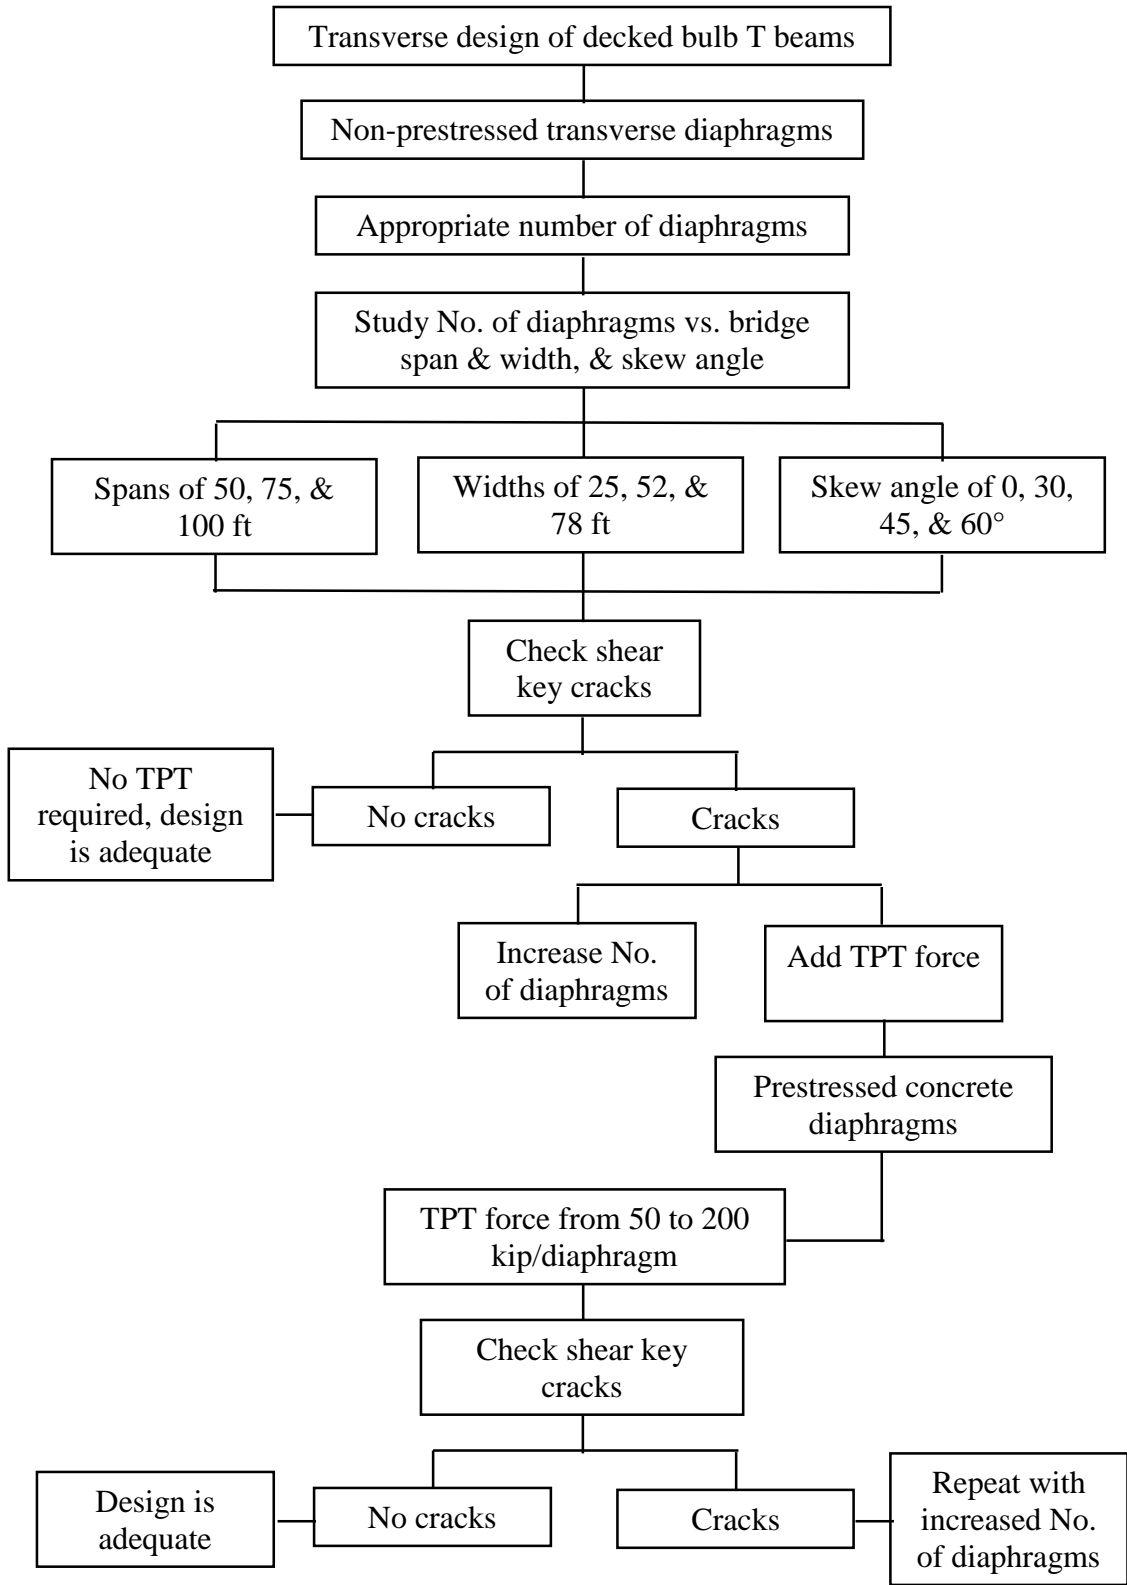 Transverse design of decked bulb T beams
Non-prestressed transverse diaphragms
Appropriate number of diaphragms
Study No. of diaphragms vs. bridge
span & width, & skew angle
Spans of 50, 75, &
100 ft
Widths of 25, 52, &
78 ft
Skew angle of 0, 30,
45, & 60°
Check shear
key cracks
No TPT
required, design
is adequate
No cracks
Cracks
Increase No.
of diaphragms
Add TPT force
Prestressed concrete
diaphragms
TPT force from 50 to 200
kip/diaphragm
Check shear key
cracks
Design is
adequate
No cracks
Cracks
Repeat with
increased No.
of diaphragms